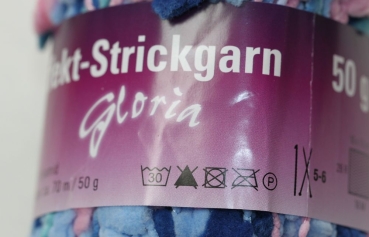 ekt-Strickgarn
50 g
Gloria
70 m / 50 g
30
P
5-6